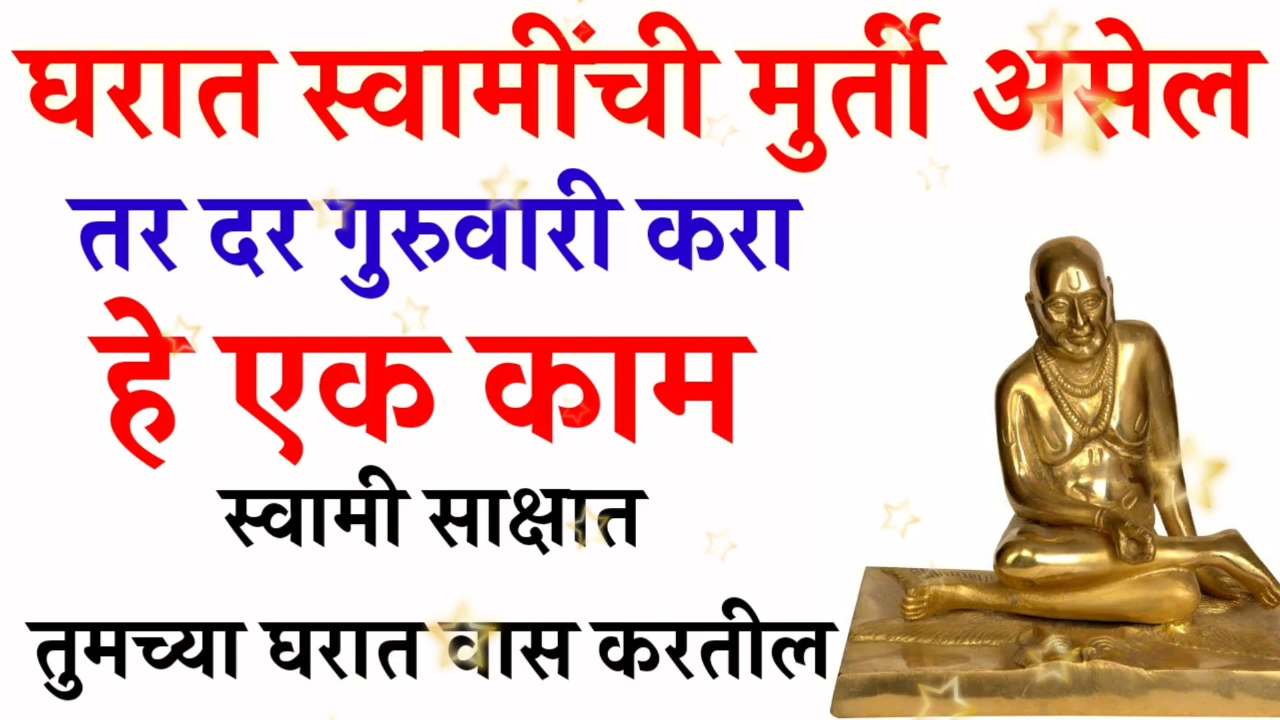 घरात स्वामींची मुर्ती असेल
तर दर गुरुवारी करा
हे एक काम
स्वामी साक्षात
तुमच्या घरात वास करतील